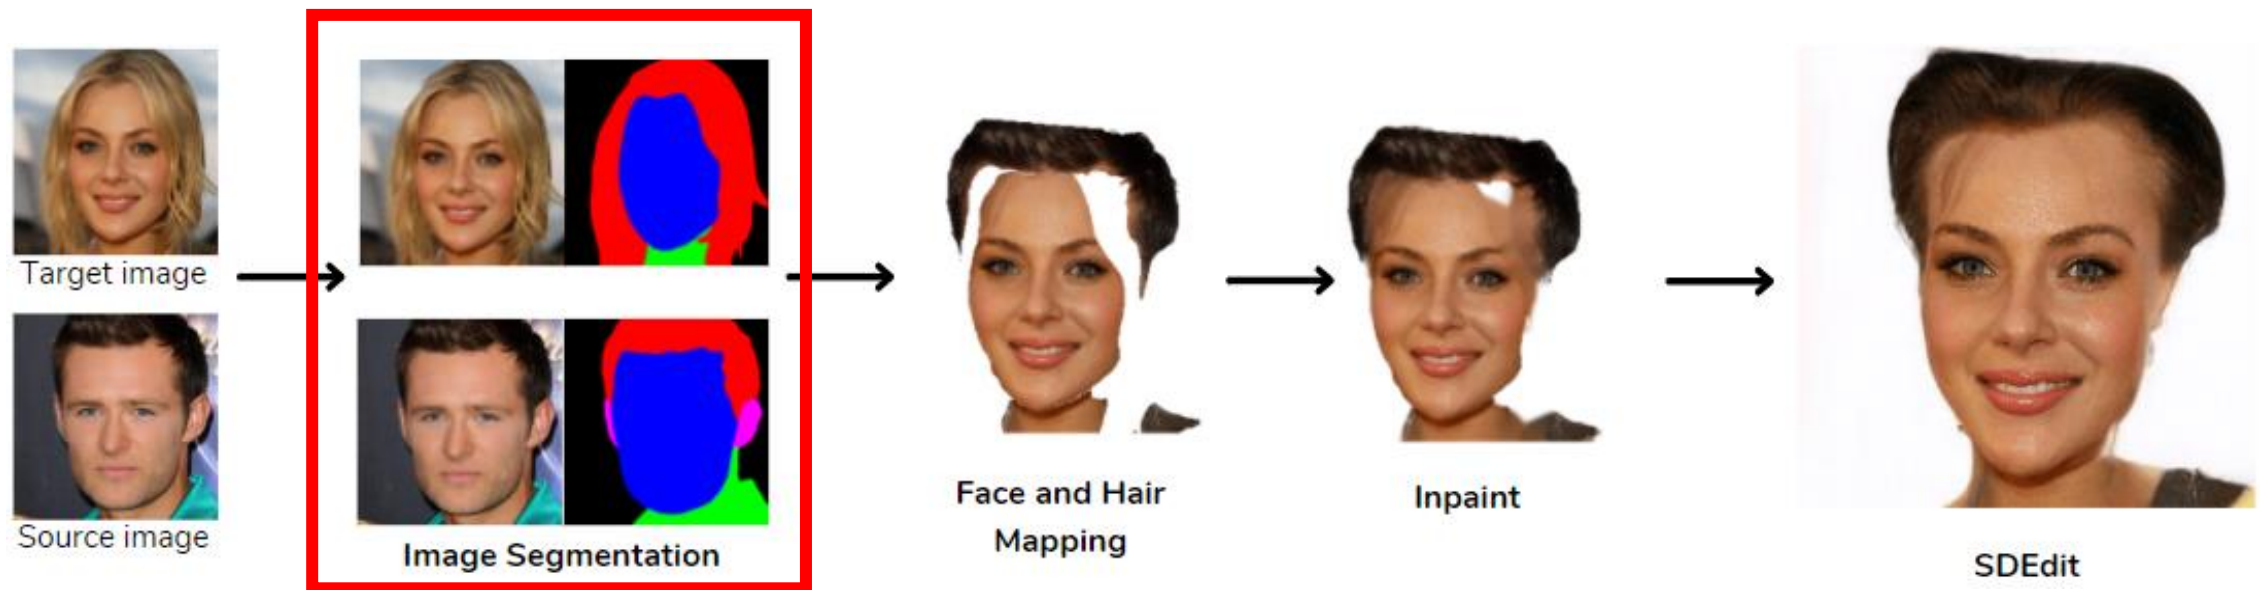 Target image
Source image
Image Segmentation
Face and Hair
Mapping
Inpaint
SDEdit